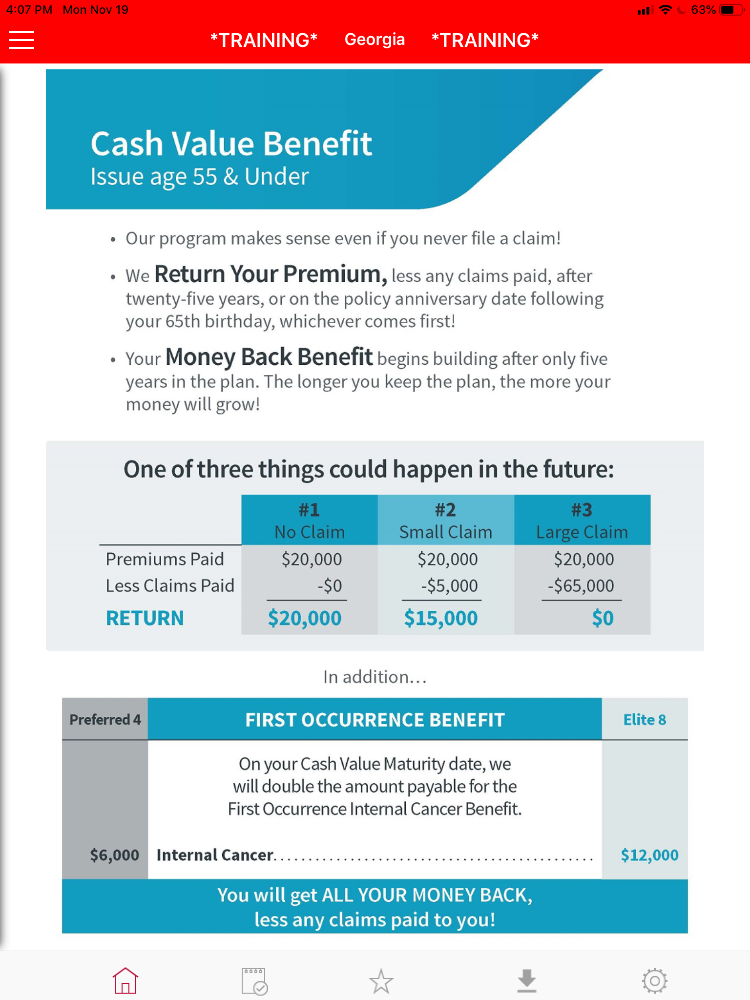 4:07 PM Mon Nov 19 63%
*TRAINING* Georgia *TRAINING*
Cash Value Benefit
Issue age 55 & Under
• Our program makes sense even if you never file a claim!
• We Return Your Premium, less any claims paid, after
twenty-five years, or on the policy anniversary date following
your 65th birthday, whichever comes first!
• Your Money Back Benefit begins building after only five
years in the plan. The longer you keep the plan, the more your
money will grow!
One of three things could happen in the future:
#1 #2 #3
No Claim Small Claim Large Claim
Premiums Paid $20,000 $20,000 $20,000
Less Claims Paid -$0 -$5,000 -$65,000
RETURN $20,000 $15,000 $0
In addition...
Preferred 4 FIRST OCCURRENCE BENEFIT Elite 8
On your Cash Value Maturity date, we
will double the amount payable for the
First Occurrence Internal Cancer Benefit.
$6,000 Internal Cancer.............................................. $12,000
You will get ALL YOUR MONEY BACK,
less any claims paid to you!